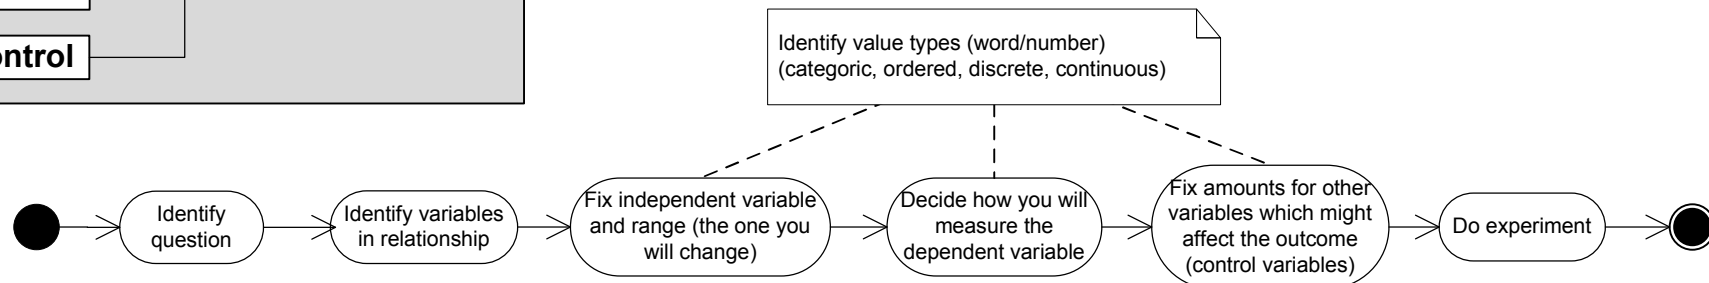 ontrol
Identify value types (word/number)
(categoric, ordered, discrete, continuous)
Identify
question
Identify variables
in relationship
Fix independent variable
and range (the one you
will change)
Decide how you will
measure the
dependent variable
Fix amounts for other
variables which might
affect the outcome
(control variables)
Do experiment